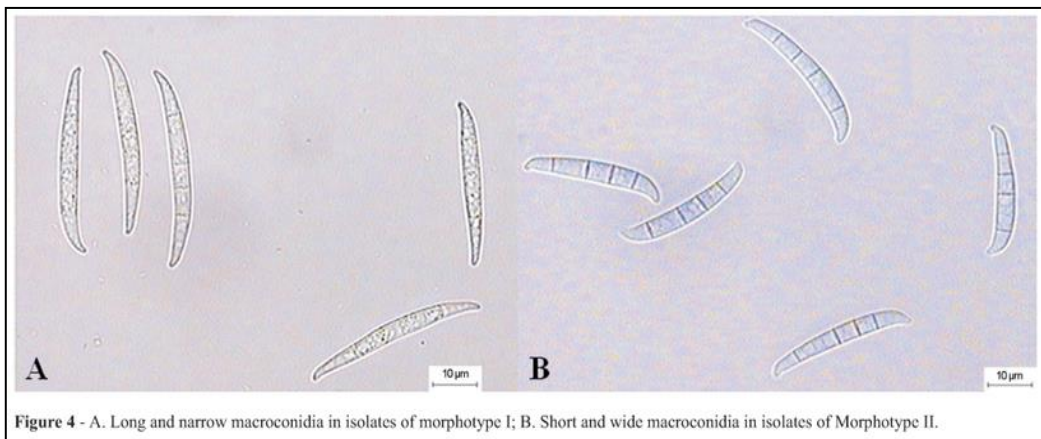 A
10 µm
B
10 µm
Figure 4 - A. Long and narrow macroconidia in isolates of morphotype I; B. Short and wide macroconidia in isolates of Morphotype II.